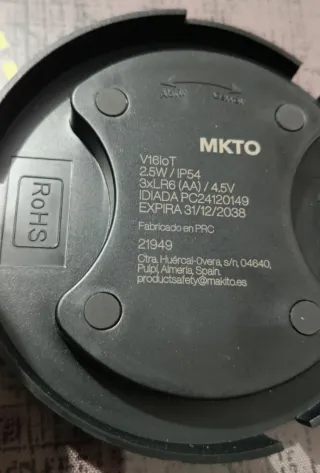 MKTO
V16IoT
2.5W / IP54
3xLR6 (AA) / 4.5V
IDIADA PC24120149
EXPIRA 31/12/2038
Fabricado en PRC
21949
Ctra. Huércal-Overa, s/n, 04640,
Pulpí, Almería, Spain.
productsafety@makito.es
RoHS